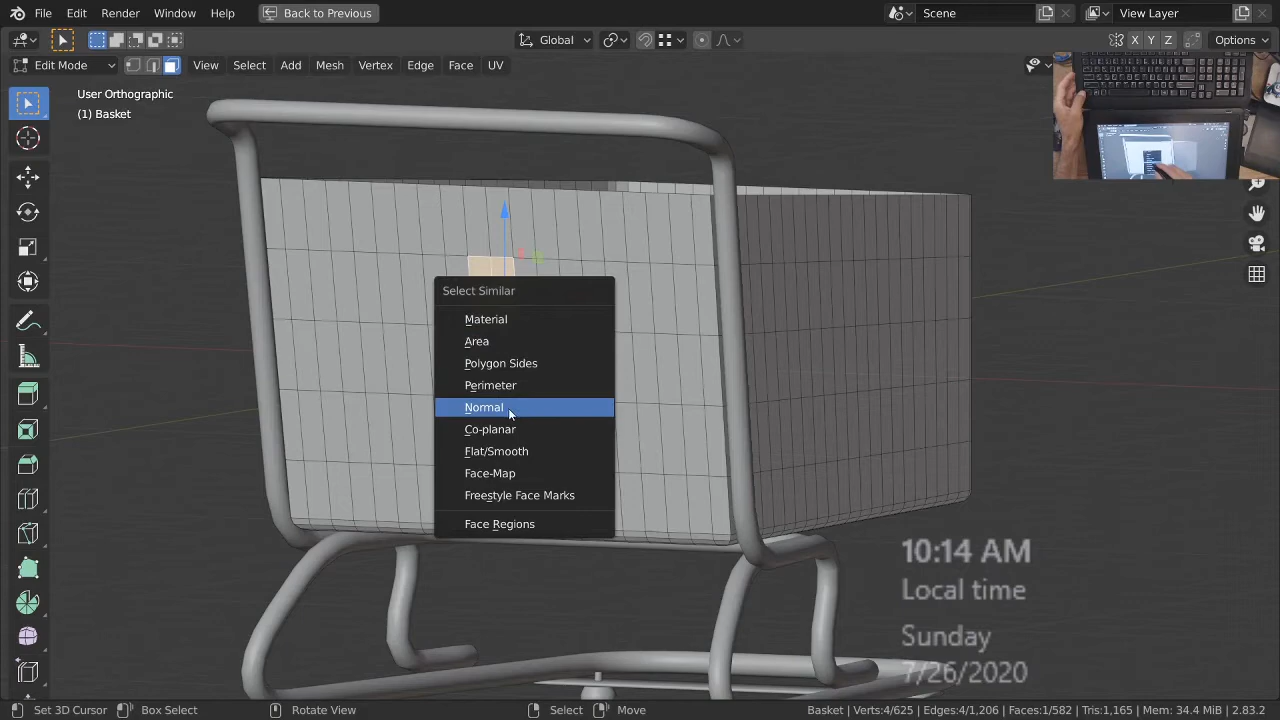 File Edit Render Window Help Back to Previous Scene View Layer
Global X Y Z Options
Edit Mode View Select Add Mesh Vertex Edge Face UV
User Orthographic
(1) Basket
Select Similar
Material
Area
Polygon Sides
Perimeter
Normal
Co-planar
Flat/Smooth
Face-Map
Freestyle Face Marks
Face Regions
10:14 AM
Local time
Sunday
7/26/2020
Set 3D Cursor Box Select Rotate View Select Move Basket | Verts:4/625 | Edges:4/1,206 | Faces:1/582 | Tris:1,165 | Mem: 34.4 MiB | 2.83.2